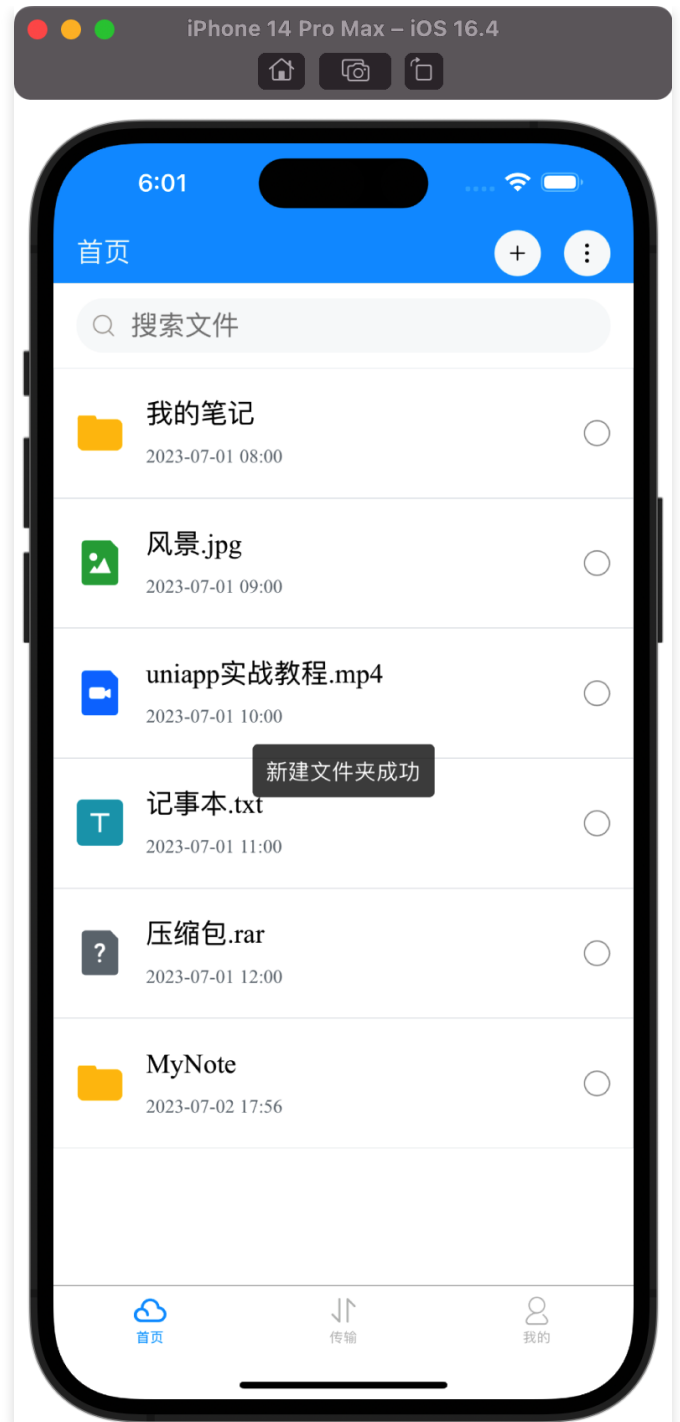 iPhone 14 Pro Max – iOS 16.4
6:01
首页
搜索文件
我的笔记
2023-07-01 08:00
风景.jpg
2023-07-01 09:00
uniapp实战教程.mp4
2023-07-01 10:00
新建文件夹成功
记事本.txt
2023-07-01 11:00
压缩包.rar
2023-07-01 12:00
MyNote
2023-07-02 17:56
首页
传输
我的